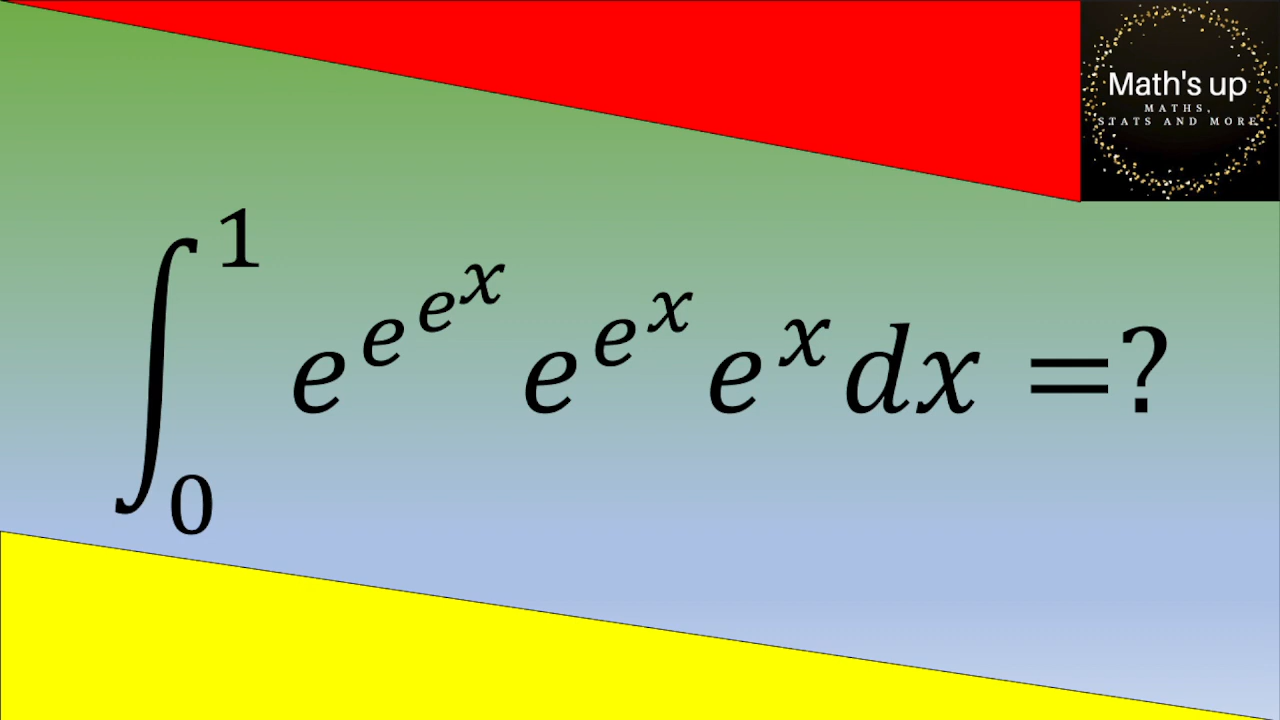 Math's up
MATHS,
STATS AND MORE
∫₀¹ e^{e^{e^x}} e^{e^x} e^x dx =?